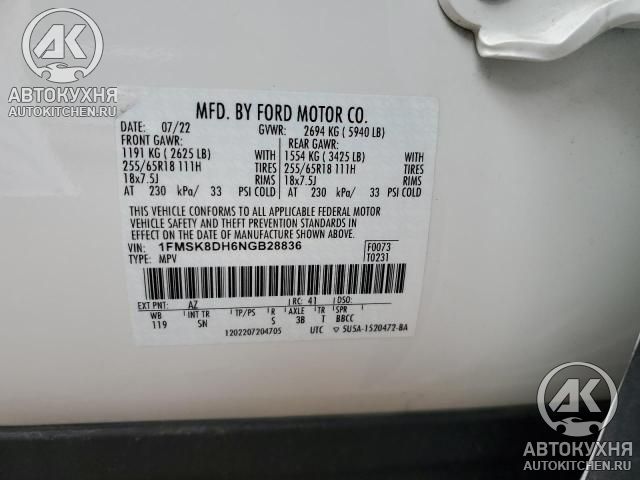 AK
АВТОКУХНЯ
AUTOKITCHEN.RU
MFD. BY FORD MOTOR CO.
DATE: 07/22 GVWR: 2694 KG ( 5940 LB)
FRONT GAWR: REAR GAWR:
1191 KG ( 2625 LB) WITH 1554 KG ( 3425 LB) WITH
255/65R18 111H TIRES 255/65R18 111H TIRES
18x7.5J RIMS 18x7.5J RIMS
AT 230 kPa/ 33 PSI COLD AT 230 kPa/ 33 PSI COLD
THIS VEHICLE CONFORMS TO ALL APPLICABLE FEDERAL MOTOR
VEHICLE SAFETY AND THEFT PREVENTION STANDARDS IN
EFFECT ON THE DATE OF MANUFACTURE SHOWN ABOVE.
VIN: 1FMSK8DH6NGB28836 F0073
TYPE: MPV T0231
EXT PNT: AZ RC: 41 DSO:
WB INT TR TP/PS R AXLE TR SPR
119 SN S 3B T BBCC
1202207204705 UTC ▽ 5U5A-1520472-BA
AK
АВТОКУХНЯ
AUTOKITCHEN.RU